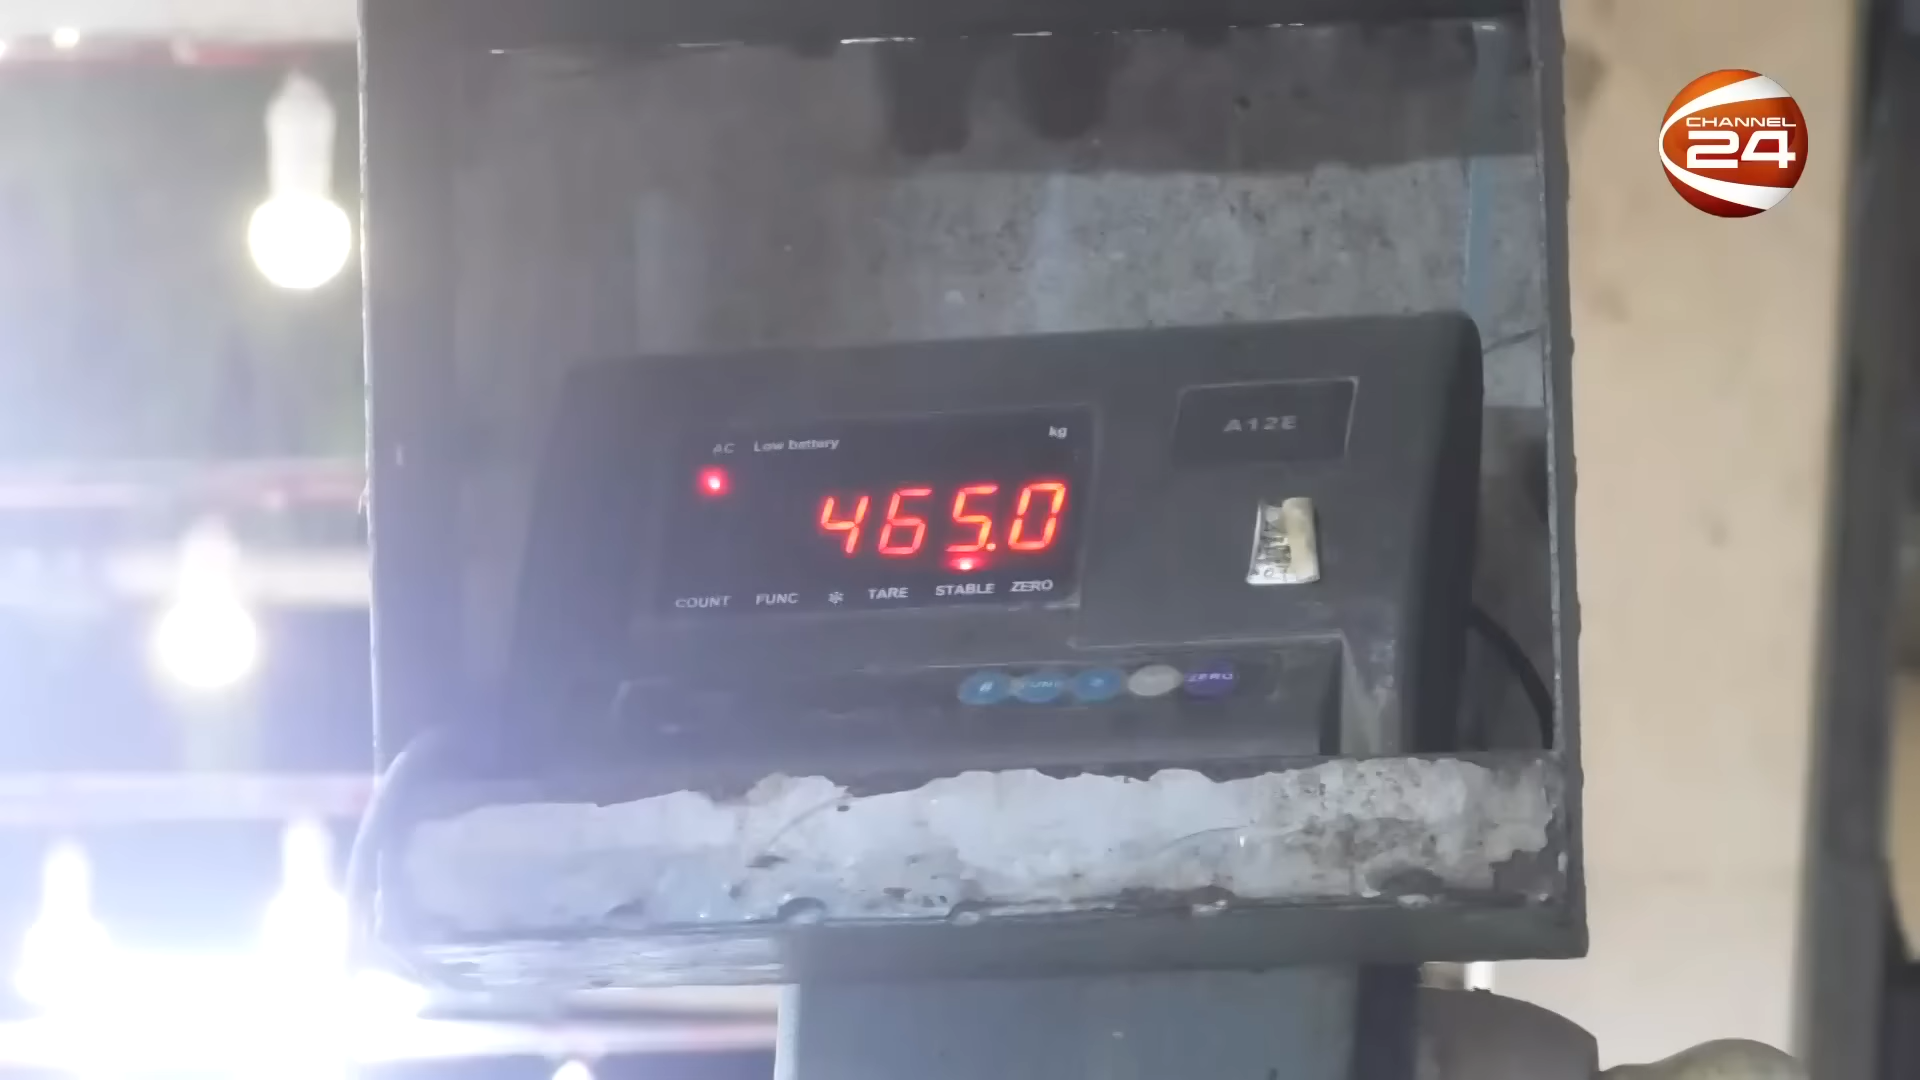 CHANNEL
24
A12E
AC Low battery kg
465.0
COUNT FUNC * TARE STABLE ZERO
ZERO